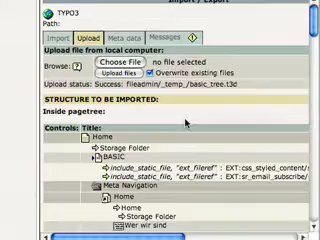 Import / Export
TYPO3
Path:
Import Upload Meta data Messages
Upload file from local computer:
Browse: Choose File no file selected
Upload files Overwrite existing files
Upload status: Success: fileadmin/_temp_/basic_tree.t3d
STRUCTURE TO BE IMPORTED:
Inside pagetree:
Controls: Title:
Home
Storage Folder
BASIC
include_static_file, "ext_fileref" : EXT:css_styled_content/s
include_static_file, "ext_fileref" : EXT:sr_email_subscribe/
Meta Navigation
Home
Home
Storage Folder
Wer wir sind